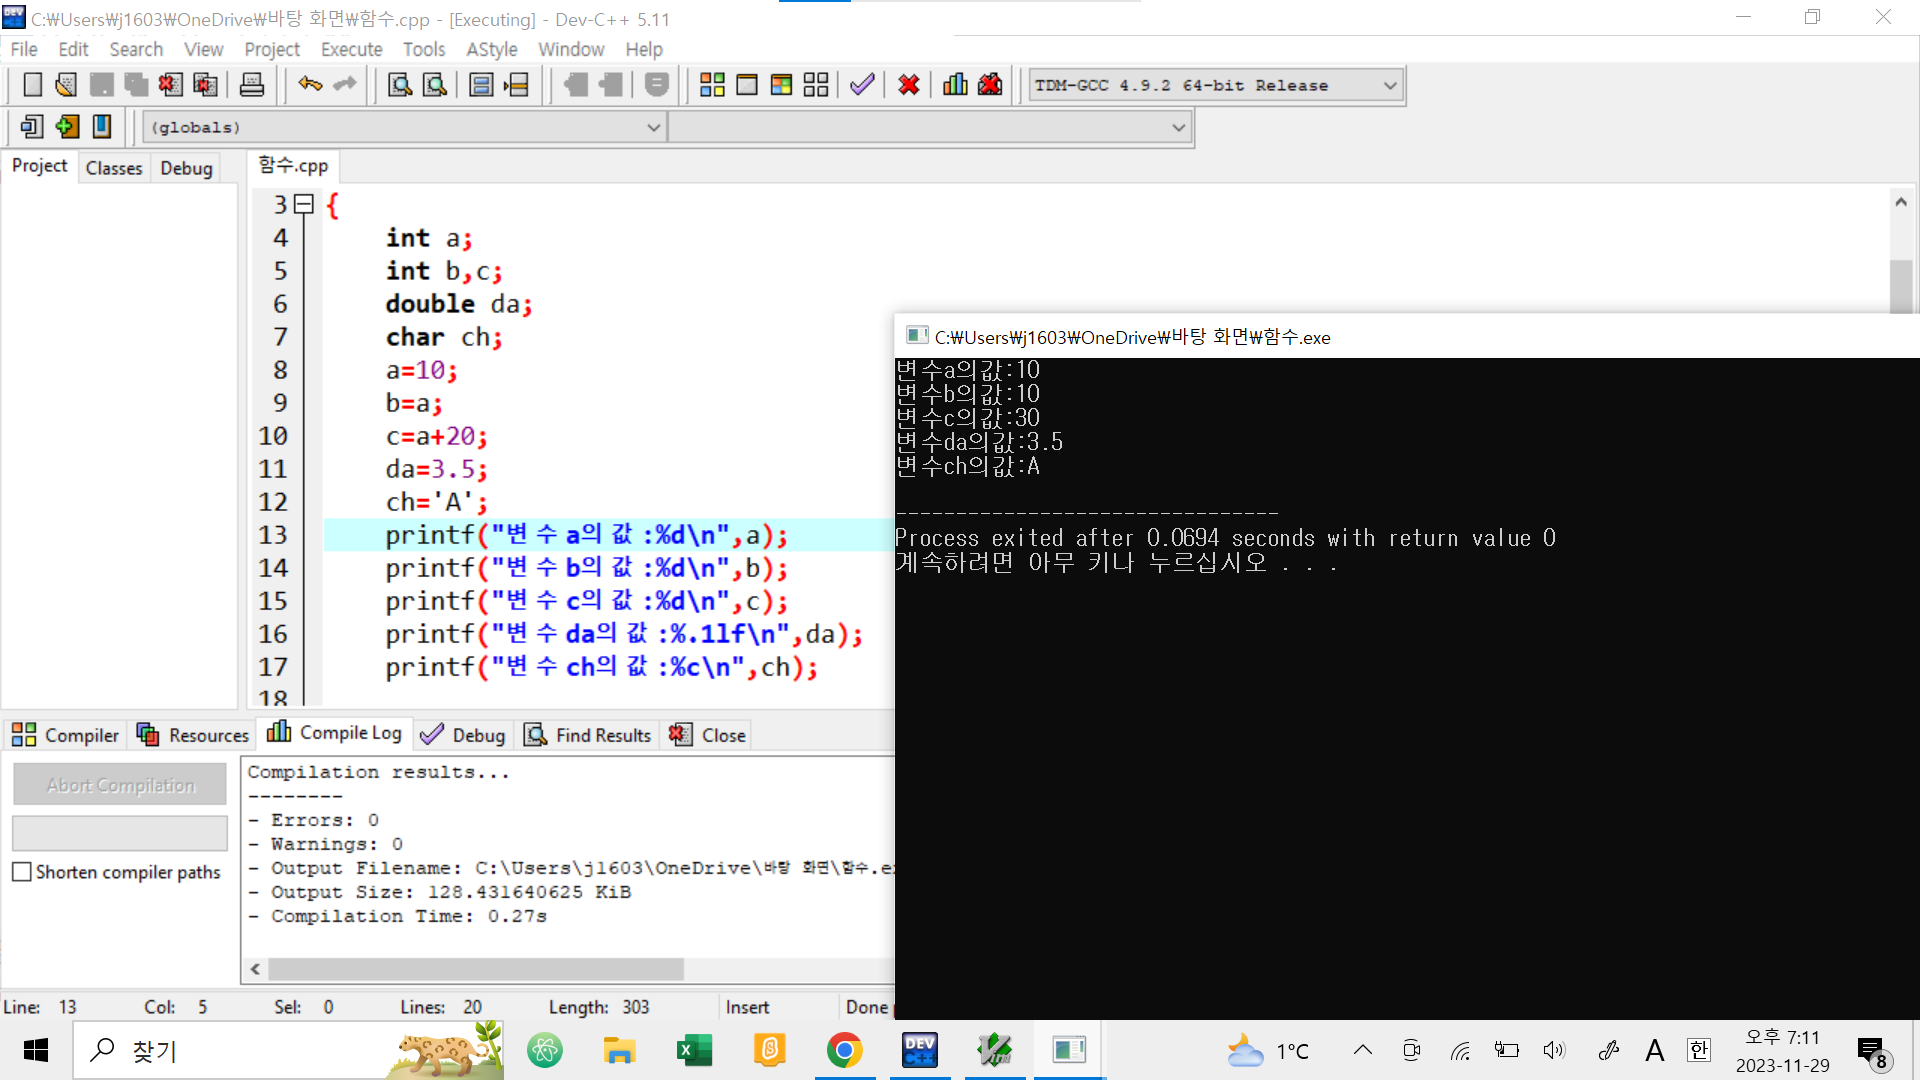 C:₩Users₩j1603₩OneDrive₩바탕 화면₩함수.cpp - [Executing] - Dev-C++ 5.11
File Edit Search View Project Execute Tools AStyle Window Help
TDM-GCC 4.9.2 64-bit Release
(globals)
Project Classes Debug
함수.cpp
3 {
4 int a;
5 int b,c;
6 double da;
7 char ch;
8 a=10;
9 b=a;
10 c=a+20;
11 da=3.5;
12 ch='A';
13 printf("변수 a의 값 :%d\n",a);
14 printf("변수 b의 값 :%d\n",b);
15 printf("변수 c의 값 :%d\n",c);
16 printf("변수 da의 값 :%.1lf\n",da);
17 printf("변수 ch의 값 :%c\n",ch);
18
C:₩Users₩j1603₩OneDrive₩바탕 화면₩함수.exe
변수a의값:10
변수b의값:10
변수c의값:30
변수da의값:3.5
변수ch의값:A
--------------------------------
Process exited after 0.0694 seconds with return value 0
계속하려면 아무 키나 누르십시오 . . .
Compiler Resources Compile Log Debug Find Results Close
Abort Compilation
Shorten compiler paths
Compilation results...
--------
- Errors: 0
- Warnings: 0
- Output Filename: C:\Users\j1603\OneDrive\바탕 화면\함수.e
- Output Size: 128.431640625 KiB
- Compilation Time: 0.27s
Line: 13 Col: 5 Sel: 0 Lines: 20 Length: 303 Insert Done
찾기
DEV C++
1°C
A 한
오후 7:11
2023-11-29
8